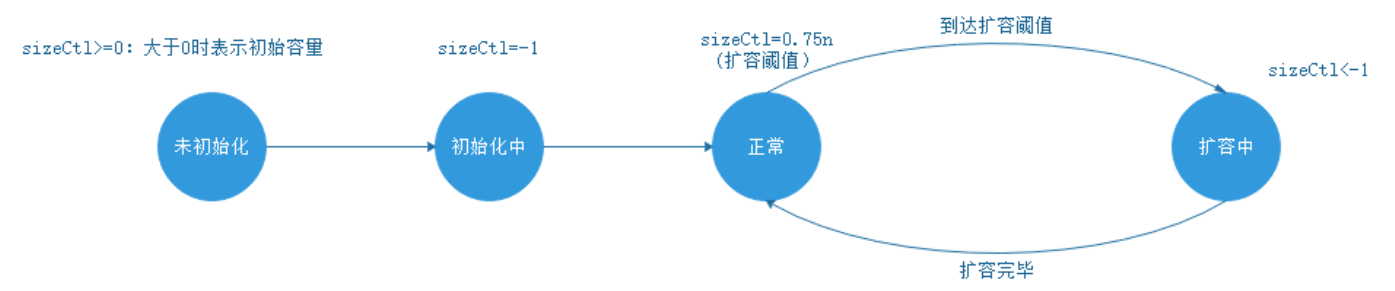 到达扩容阈值
sizeCtl>=0：大于0时表示初始容量
sizeCtl=-1
sizeCtl=0.75n
（扩容阈值）
sizeCtl<-1
未初始化
初始化中
正常
扩容中
扩容完毕